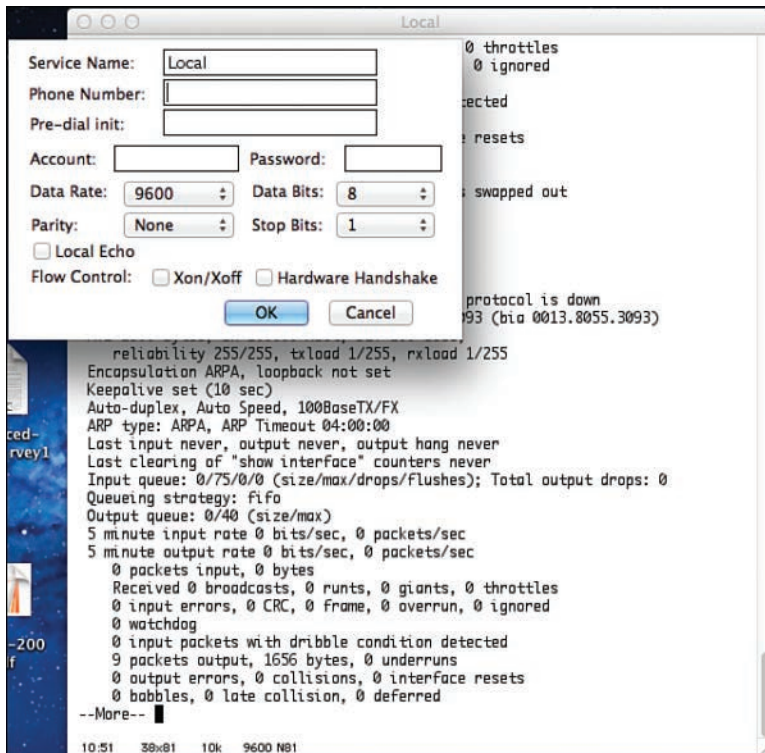 Local
Service Name: Local
Phone Number:
Pre-dial init:
Account: Password:
Data Rate: 9600 Data Bits: 8
Parity: None Stop Bits: 1
Local Echo
Flow Control: Xon/Xoff Hardware Handshake
OK Cancel
0 throttles
0 ignored
resets
swapped out
protocol is down
(bia 0013.8055.3093)
reliability 255/255, txload 1/255, rxload 1/255
Encapsulation ARPA, loopback not set
Keepalive set (10 sec)
Auto-duplex, Auto Speed, 100BaseTX/FX
ARP type: ARPA, ARP Timeout 04:00:00
Last input never, output never, output hang never
Last clearing of "show interface" counters never
Input queue: 0/75/0/0 (size/max/drops/flushes); Total output drops: 0
Queueing strategy: fifo
Output queue: 0/40 (size/max)
5 minute input rate 0 bits/sec, 0 packets/sec
5 minute output rate 0 bits/sec, 0 packets/sec
0 packets input, 0 bytes
Received 0 broadcasts, 0 runts, 0 giants, 0 throttles
0 input errors, 0 CRC, 0 frame, 0 overrun, 0 ignored
0 watchdog
0 input packets with dribble condition detected
9 packets output, 1656 bytes, 0 underruns
0 output errors, 0 collisions, 0 interface resets
0 babbles, 0 late collision, 0 deferred
--More--
10:51 38x81 10k 9600 N81